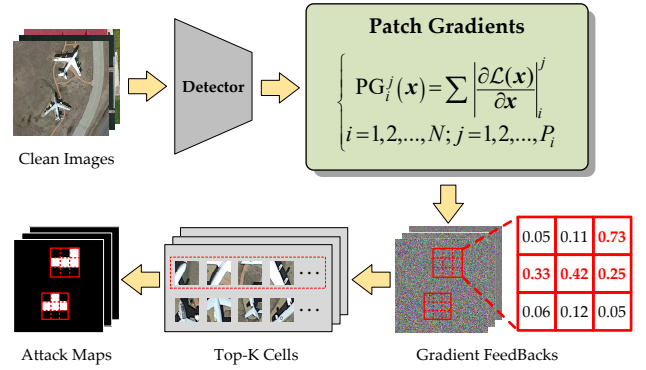 Patch Gradients
Detector
PG_i^j(x)=∑|∂L(x)/∂x|_i^j
i=1,2,...,N; j=1,2,...,P_i
Clean Images
0.05 0.11 0.73
0.33 0.42 0.25
0.06 0.12 0.05
Attack Maps
Top-K Cells
Gradient FeedBacks